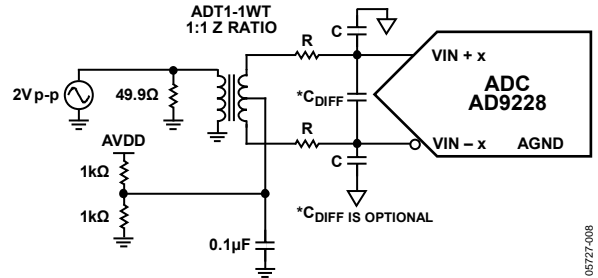 ADT1-1WT
1:1 Z RATIO
C
R
VIN + x
2V p-p
49.9Ω
*CDIFF
ADC
AD9228
R
VIN – x
AGND
AVDD
C
1kΩ
1kΩ
*CDIFF IS OPTIONAL
0.1µF
05727-008